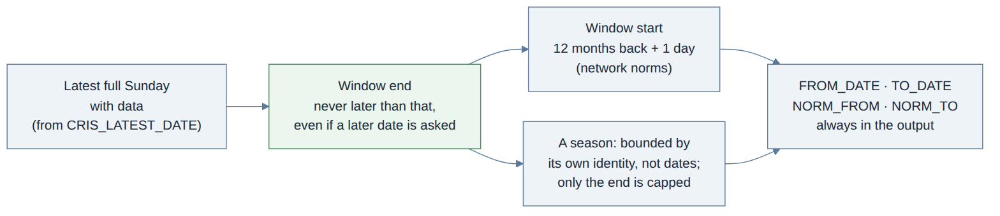 Latest full Sunday
with data
(from CRIS_LATEST_DATE)
Window end
never later than that,
even if a later date is asked
Window start
12 months back + 1 day
(network norms)
A season: bounded by
its own identity, not dates;
only the end is capped
FROM_DATE · TO_DATE
NORM_FROM · NORM_TO
always in the output